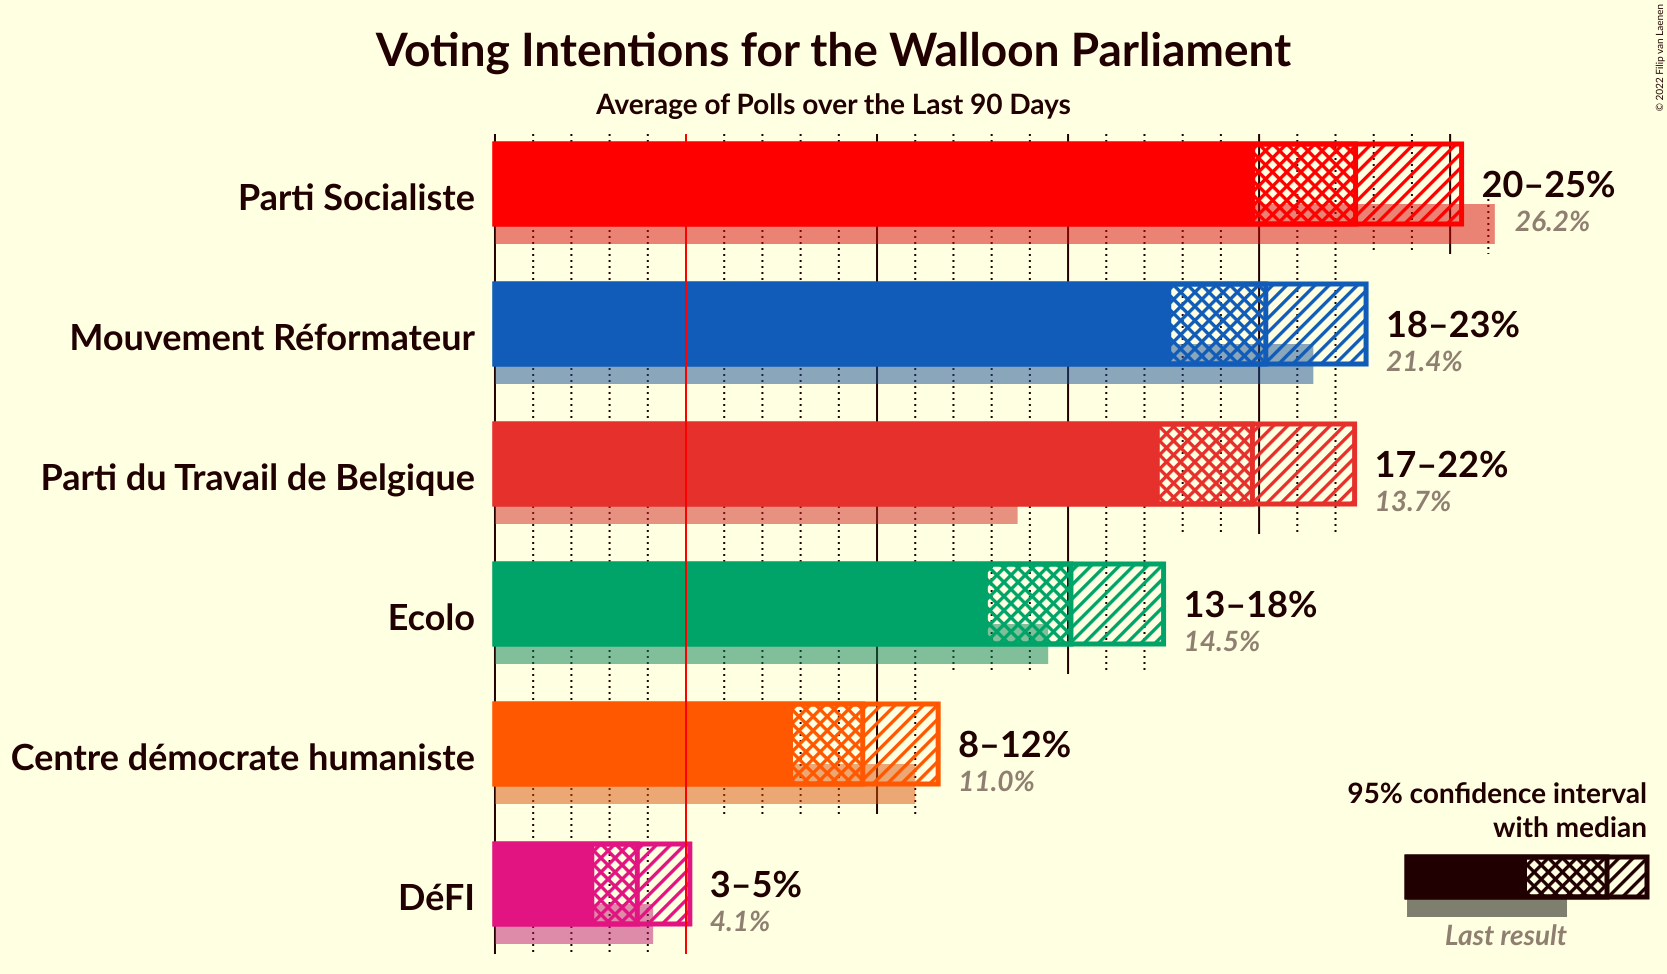 Voting Intentions for the Walloon Parliament
Average of Polls over the Last 90 Days
© 2022 Filip van Laenen
Parti Socialiste
20–25%
26.2%
Mouvement Réformateur
18–23%
21.4%
Parti du Travail de Belgique
17–22%
13.7%
Ecolo
13–18%
14.5%
Centre démocrate humaniste
8–12%
11.0%
DéFI
3–5%
4.1%
95% confidence interval
with median
Last result